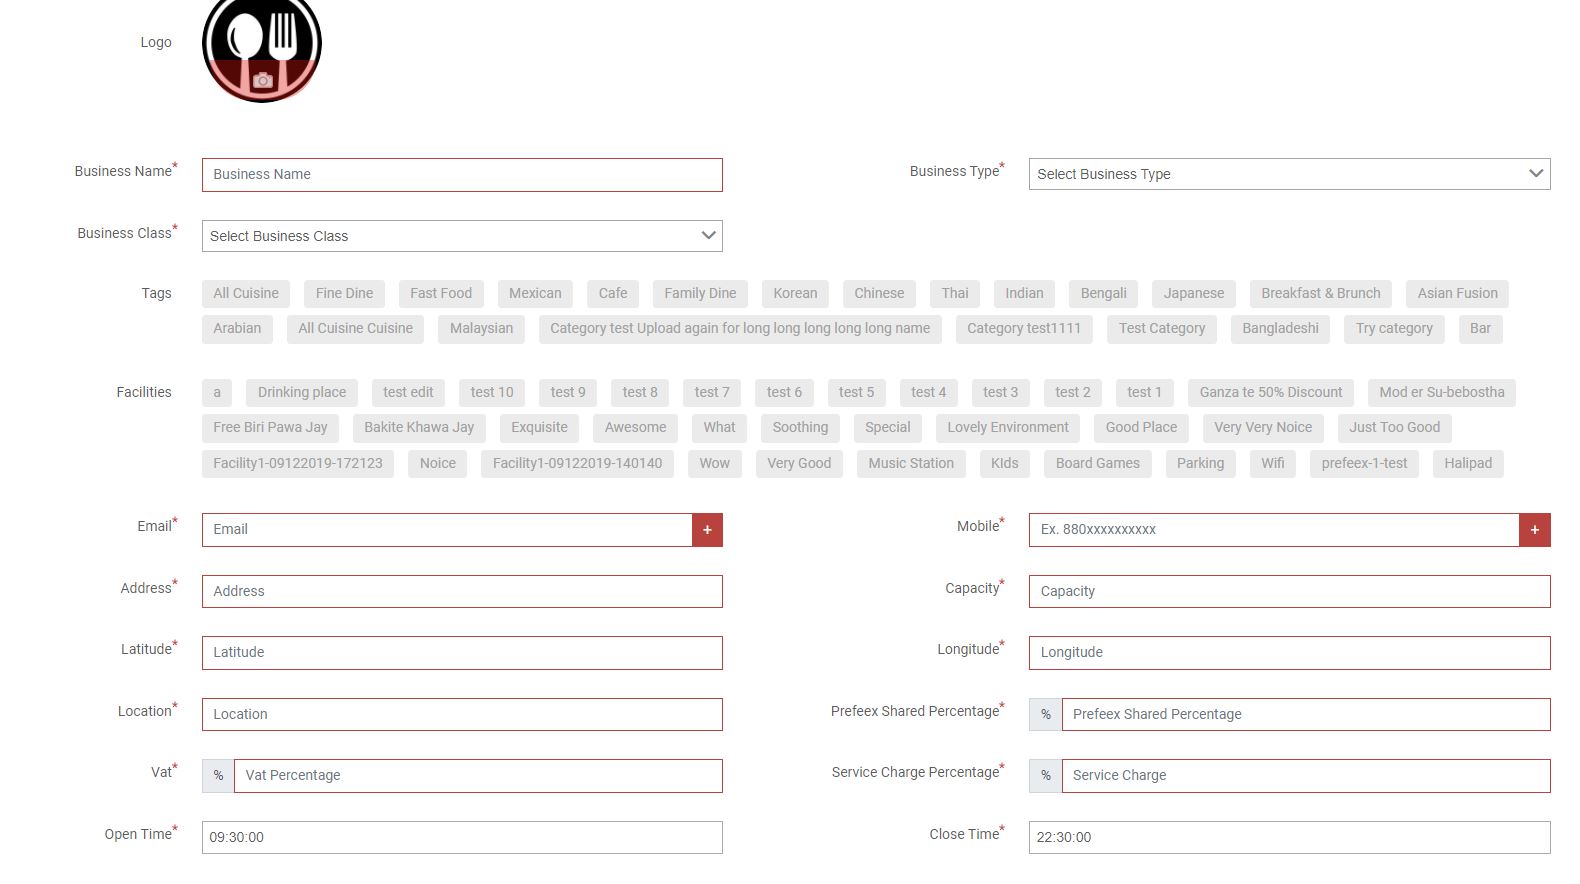 Logo
Business Name* Business Name Business Type* Select Business Type
Business Class* Select Business Class
Tags All Cuisine Fine Dine Fast Food Mexican Cafe Family Dine Korean Chinese Thai Indian Bengali Japanese Breakfast & Brunch Asian Fusion
Arabian All Cuisine Cuisine Malaysian Category test Upload again for long long long long long name Category test1111 Test Category Bangladeshi Try category Bar
Facilities a Drinking place test edit test 10 test 9 test 8 test 7 test 6 test 5 test 4 test 3 test 2 test 1 Ganza te 50% Discount Mod er Su-bebostha
Free Biri Pawa Jay Bakite Khawa Jay Exquisite Awesome What Soothing Special Lovely Environment Good Place Very Very Noice Just Too Good
Facility1-09122019-172123 Noice Facility1-09122019-140140 Wow Very Good Music Station KIds Board Games Parking Wifi prefeex-1-test Halipad
Email* Email + Mobile* Ex. 880xxxxxxxxxx +
Address* Address Capacity* Capacity
Latitude* Latitude Longitude* Longitude
Location* Location Prefeex Shared Percentage* % Prefeex Shared Percentage
Vat* % Vat Percentage Service Charge Percentage* % Service Charge
Open Time* 09:30:00 Close Time* 22:30:00